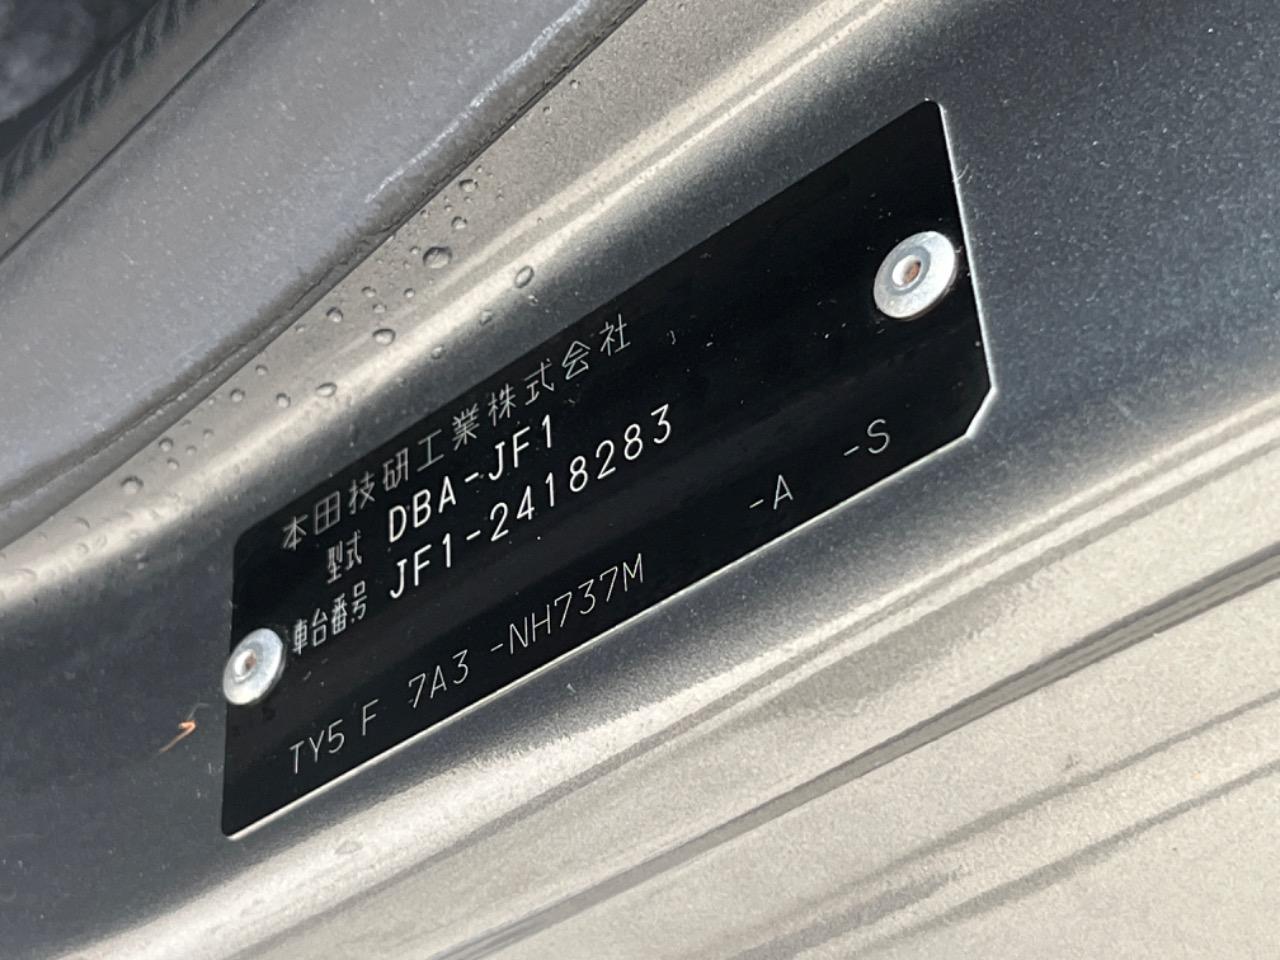 本田技研工業株式会社
型式 DBA-JF1
車台番号 JF1-2418283
TY5 F 7A3 -NH737M -A -S